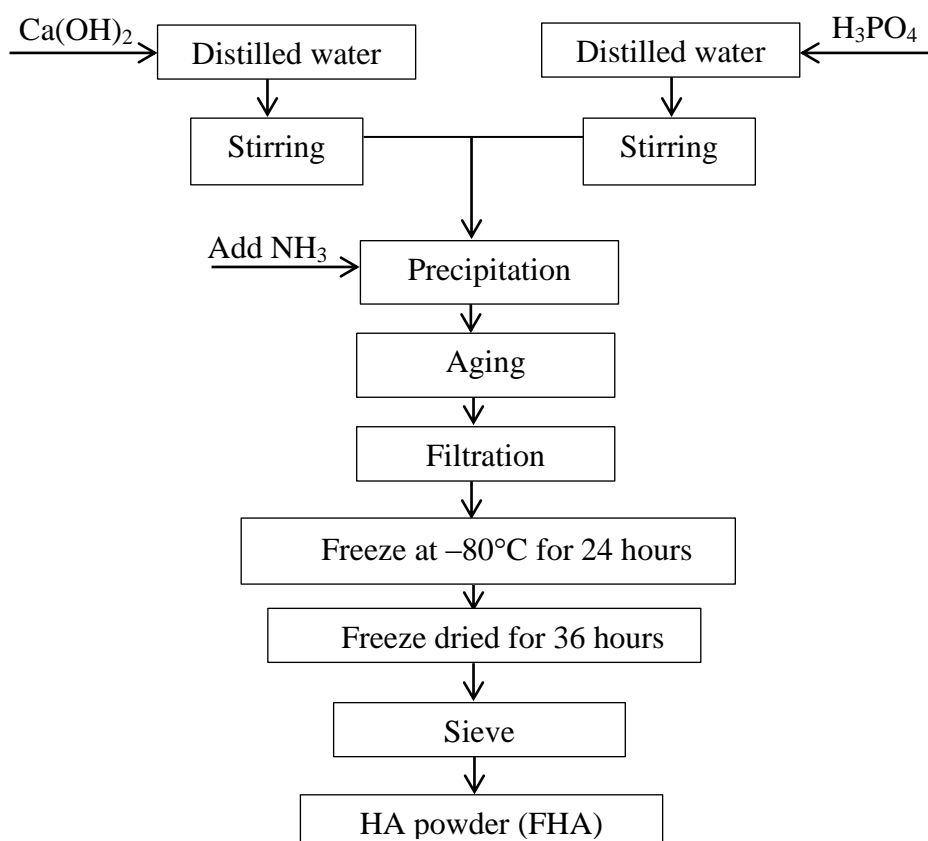 Ca(OH)2
H3PO4
Distilled water
Distilled water
Stirring
Stirring
Add NH3
Precipitation
Aging
Filtration
Freeze at –80°C for 24 hours
Freeze dried for 36 hours
Sieve
HA powder (FHA)